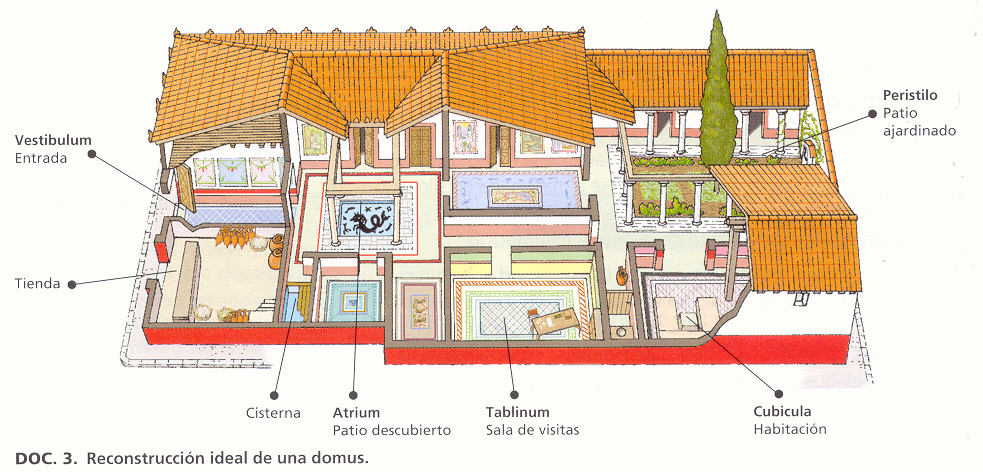 Peristilo
Patio
ajardinado
Vestibulum
Entrada
Tienda
Cisterna
Atrium
Patio descubierto
Tablinum
Sala de visitas
Cubicula
Habitación
DOC. 3. Reconstrucción ideal de una domus.